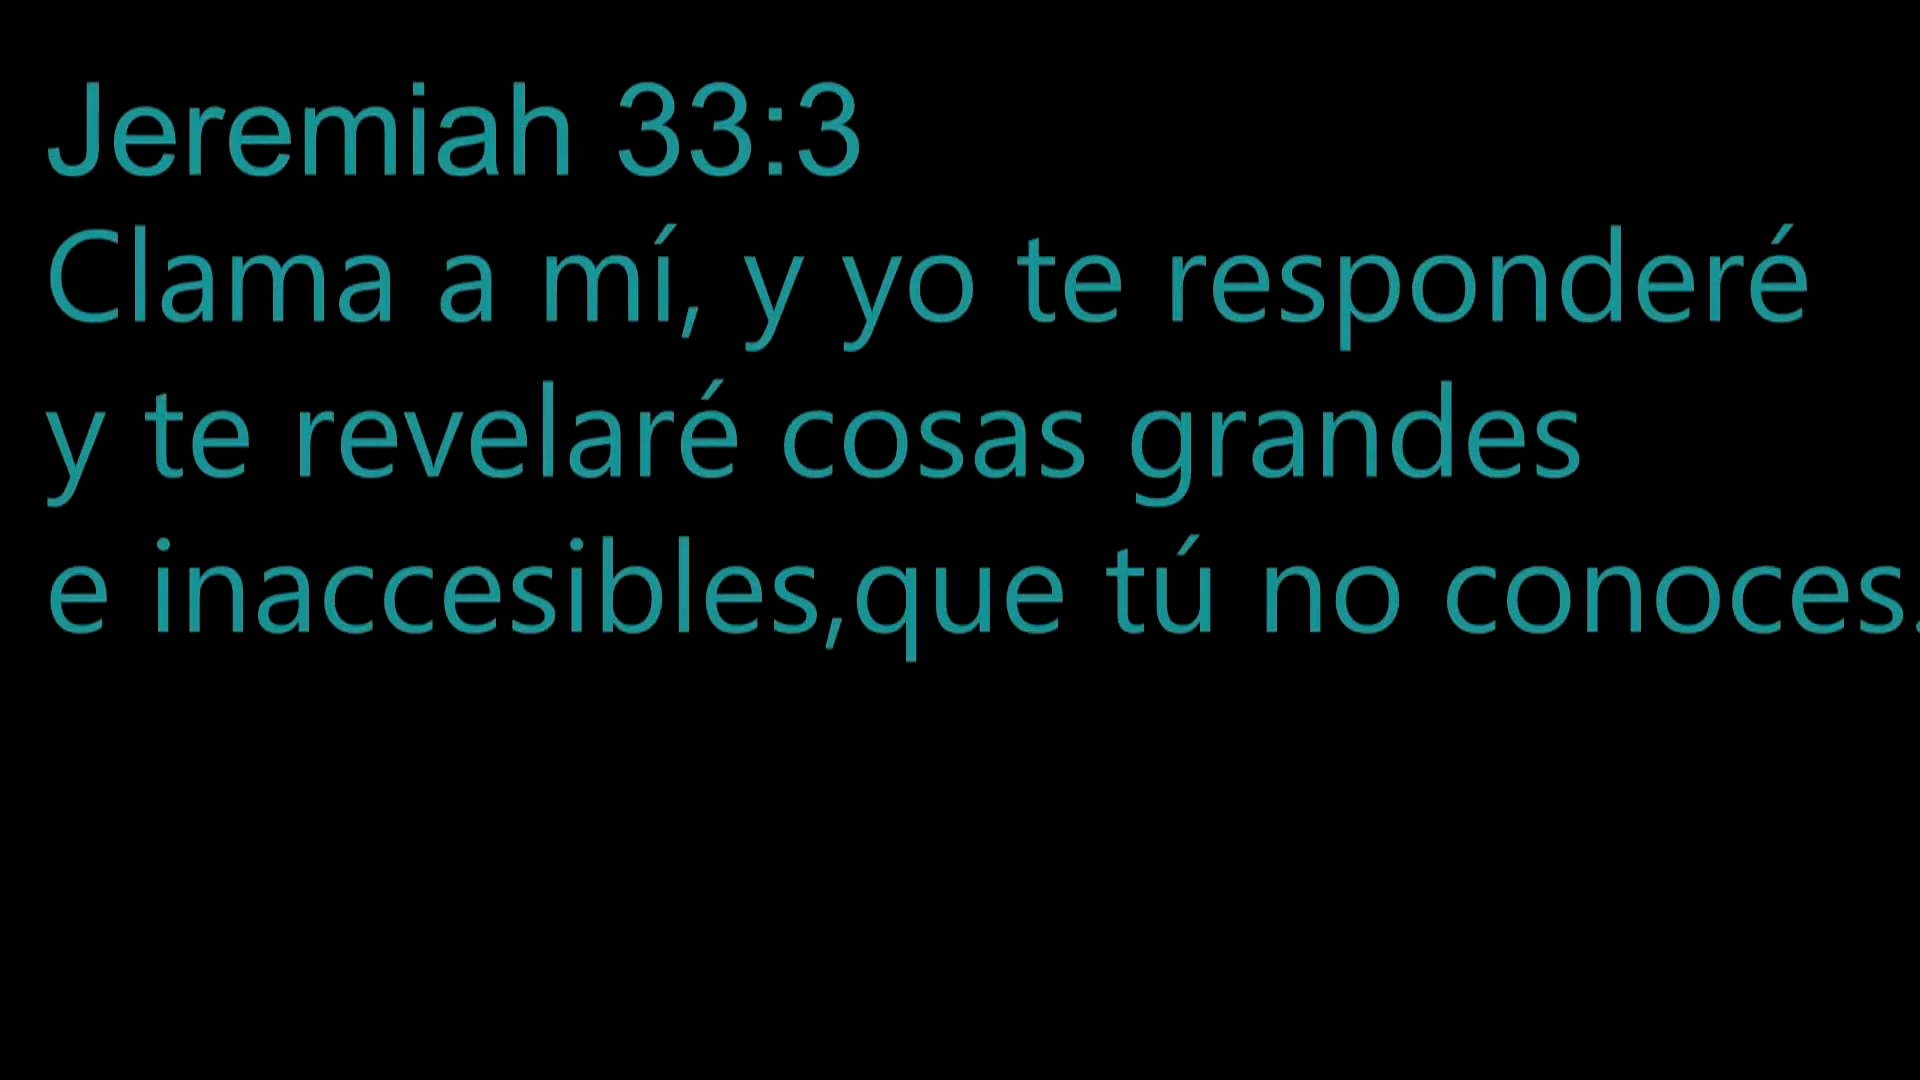 Jeremiah 33:3
Clama a mí, y yo te responderé
y te revelaré cosas grandes
e inaccesibles,que tú no conoces.